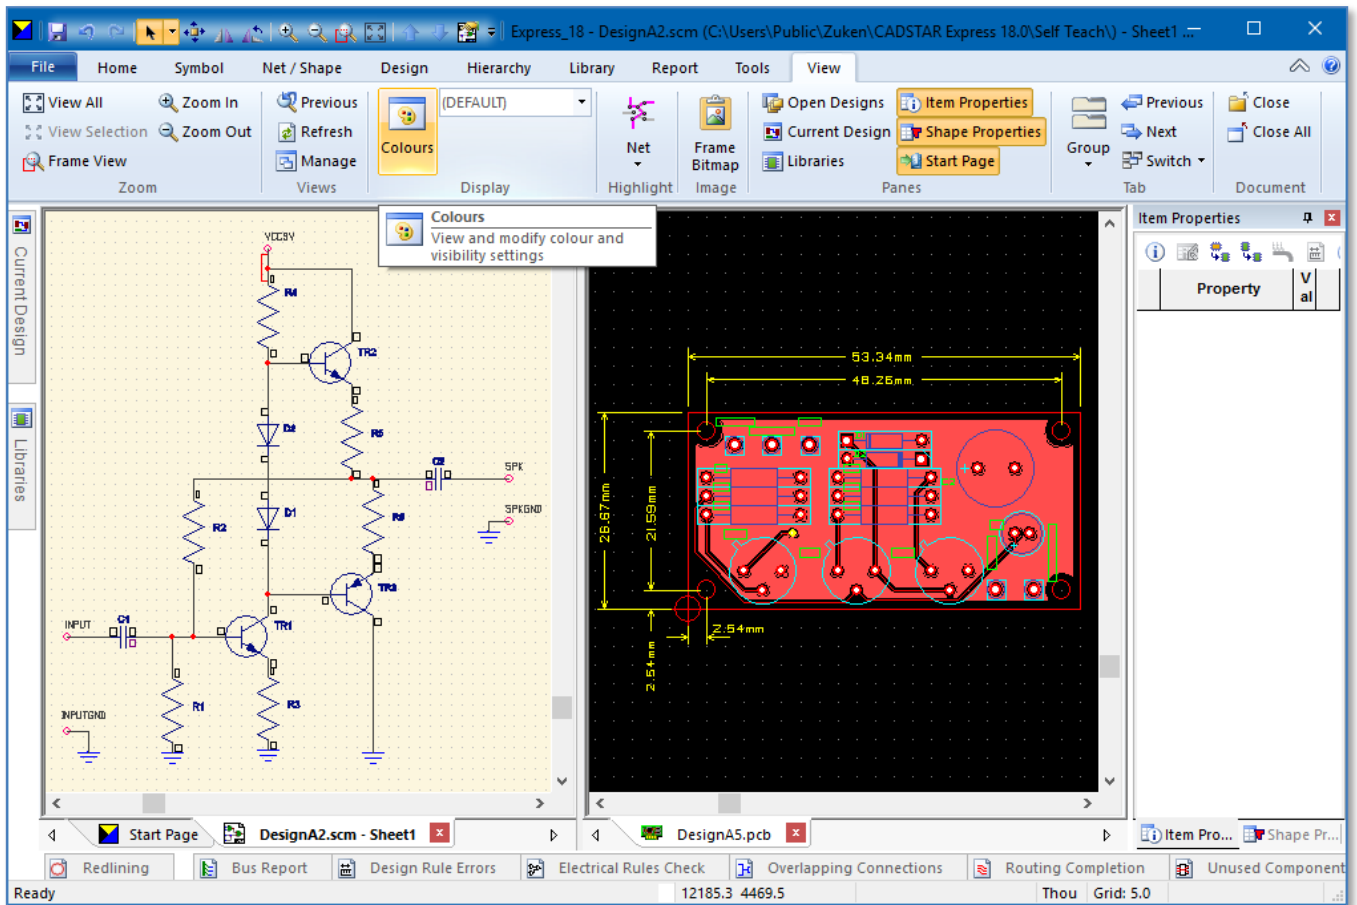 Express_18 - DesignA2.scm (C:\Users\Public\Zuken\CADSTAR Express 18.0\Self Teach\) - Sheet1 ...
File Home Symbol Net / Shape Design Hierarchy Library Report Tools View
View All Zoom In Previous (DEFAULT) Open Designs Item Properties Previous Close
View Selection Zoom Out Refresh Colours Net Frame Bitmap Current Design Shape Properties Group Next Close All
Frame View Manage Libraries Start Page Switch
Zoom Views Display Highlight Image Panes Tab Document
Colours
View and modify colour and
visibility settings
Current Design
Libraries
VCC9V
R4
TR2
D2
R5
C2
SPK
SPKGND
R2
D1
R6
TR3
INPUT
C1
TR1
R1
R3
INPUTGND
53.34mm
48.26mm
26.67mm
21.59mm
2.54mm
2.54mm
Item Properties
Property
V
al
Start Page DesignA2.scm - Sheet1 DesignA5.pcb Item Pro... Shape Pr...
Redlining Bus Report Design Rule Errors Electrical Rules Check Overlapping Connections Routing Completion Unused Component
Ready 12185.3 4469.5 Thou Grid: 5.0